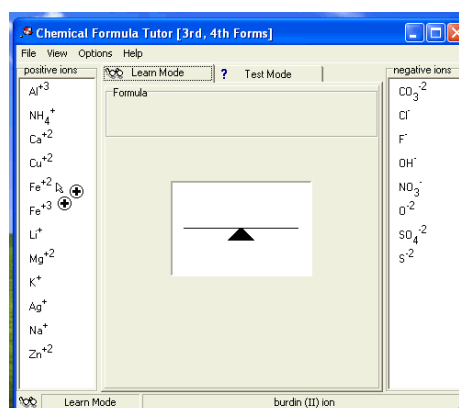 Chemical Formula Tutor [3rd, 4th Forms]
File View Options Help
positive ions
Learn Mode
? Test Mode
negative ions
Formula
Al+3
NH4+
Ca+2
Cu+2
Fe+2
Fe+3
Li+
Mg+2
K+
Ag+
Na+
Zn+2
CO3-2
Cl-
F-
OH-
NO3-
O-2
SO4-2
S-2
Learn Mode
burdin (II) ion